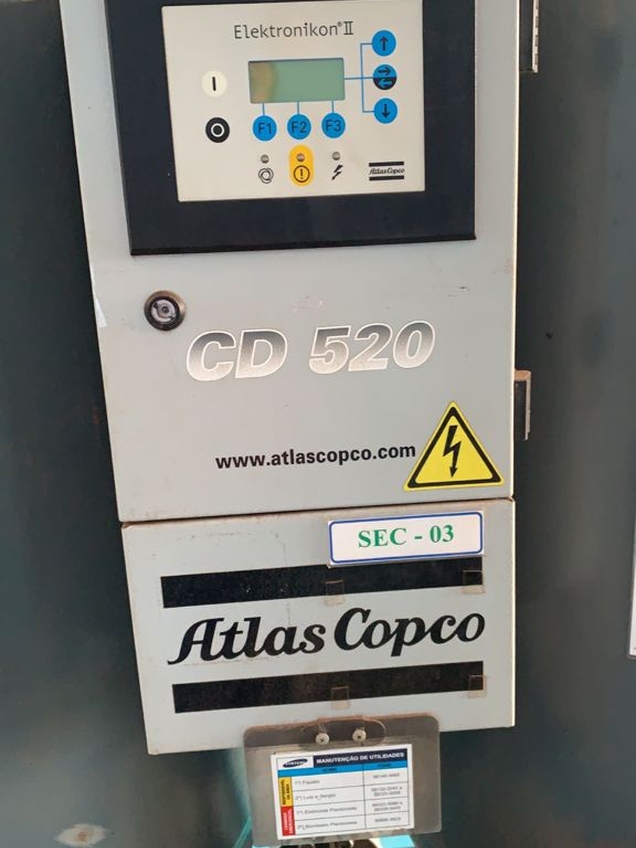 Elektronikon®II
F1 F2 F3
Atlas Copco
CD 520
www.atlascopco.com
SEC - 03
Atlas Copco
SAMSUNG MANUTENÇÃO DE UTILIDADES